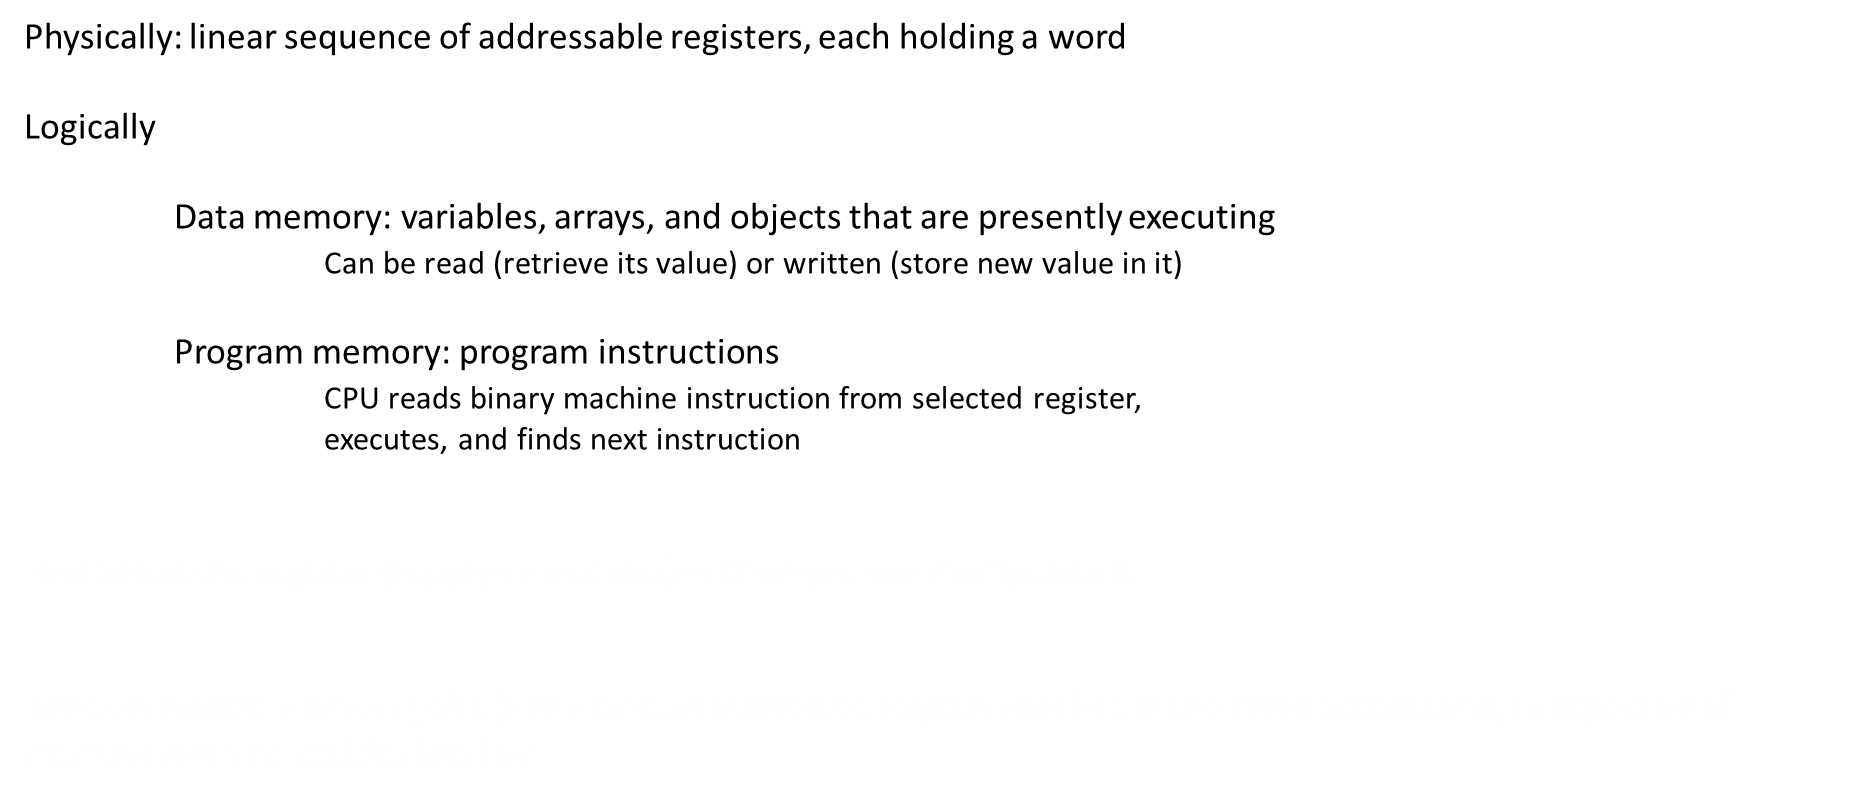 Physically: linear sequence of addressable registers, each holding a word
Logically
Data memory: variables, arrays, and objects that are presently executing
Can be read (retrieve its value) or written (store new value in it)
Program memory: program instructions
CPU reads binary machine instruction from selected register,
executes, and finds next instruction